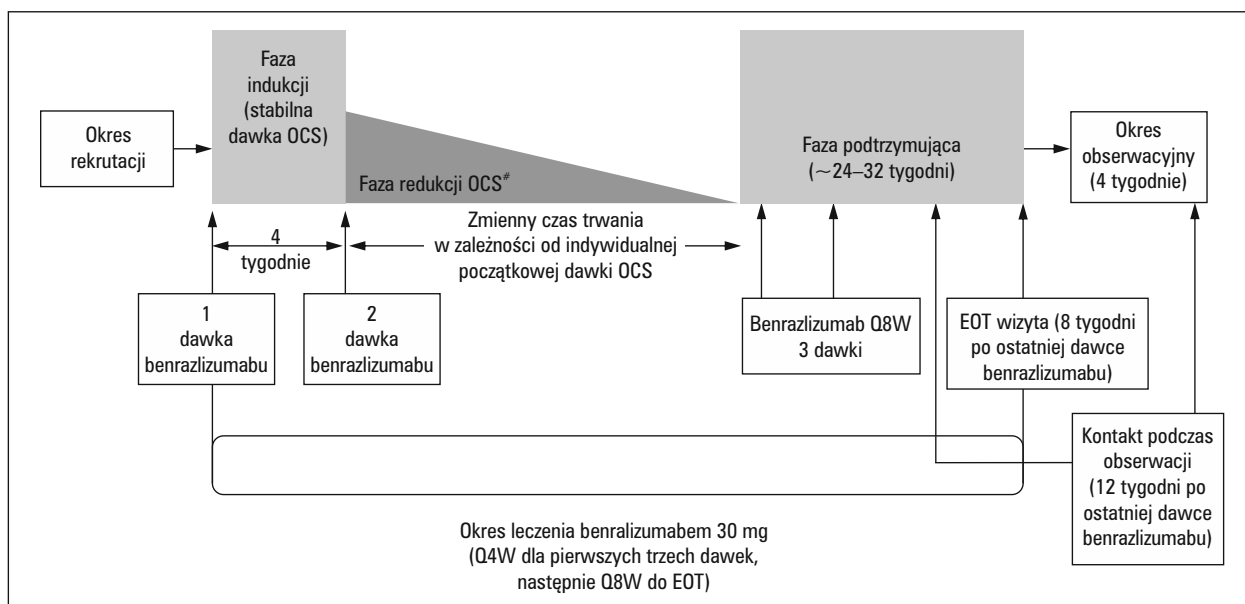 Okres
rekrutacji
Faza
indukcji
(stabilna
dawka OCS)
Faza redukcji OCS#
Faza podtrzymująca
(~24–32 tygodni)
Okres
obserwacyjny
(4 tygodnie)
4
tygodnie
Zmienny czas trwania
w zależności od indywidualnej
początkowej dawki OCS
1
dawka
benrazlizumabu
2
dawka
benrazlizumabu
Benrazlizumab Q8W
3 dawki
EOT wizyta (8 tygodni
po ostatniej dawce
benrazlizumabu)
Kontakt podczas
obserwacji
(12 tygodni po
ostatniej dawce
benrazlizumabu)
Okres leczenia benralizumabem 30 mg
(Q4W dla pierwszych trzech dawek,
następnie Q8W do EOT)